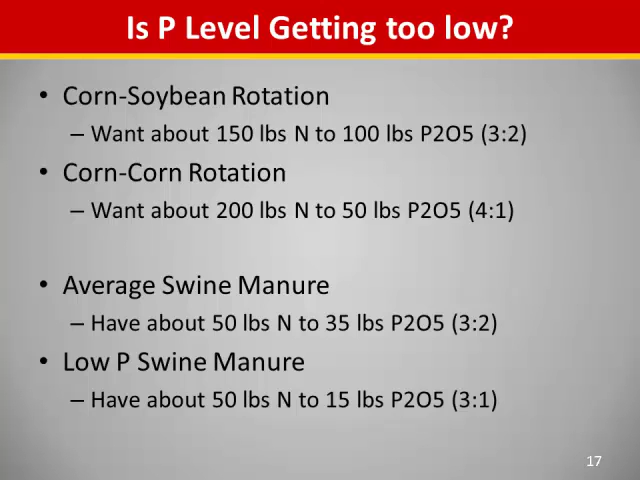 Is P Level Getting too low?
• Corn-Soybean Rotation
– Want about 150 lbs N to 100 lbs P2O5 (3:2)
• Corn-Corn Rotation
– Want about 200 lbs N to 50 lbs P2O5 (4:1)
• Average Swine Manure
– Have about 50 lbs N to 35 lbs P2O5 (3:2)
• Low P Swine Manure
– Have about 50 lbs N to 15 lbs P2O5 (3:1)
17